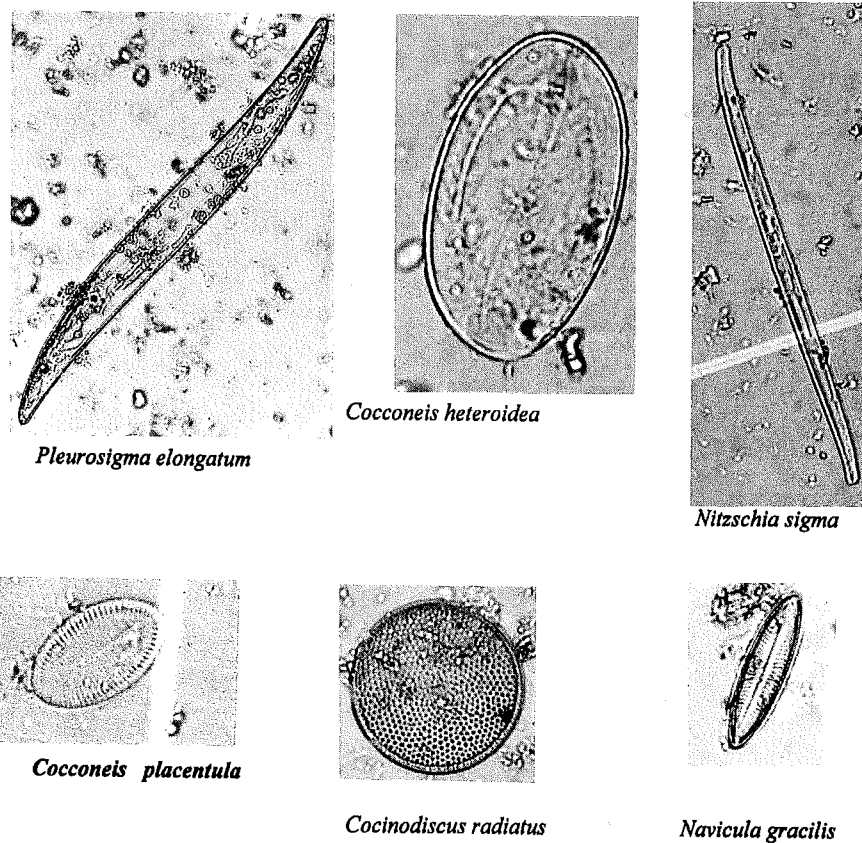 Pleurosigma elongatum
Cocconeis heteroidea
Nitzschia sigma
Cocconeis placentula
Cocinodiscus radiatus
Navicula gracilis